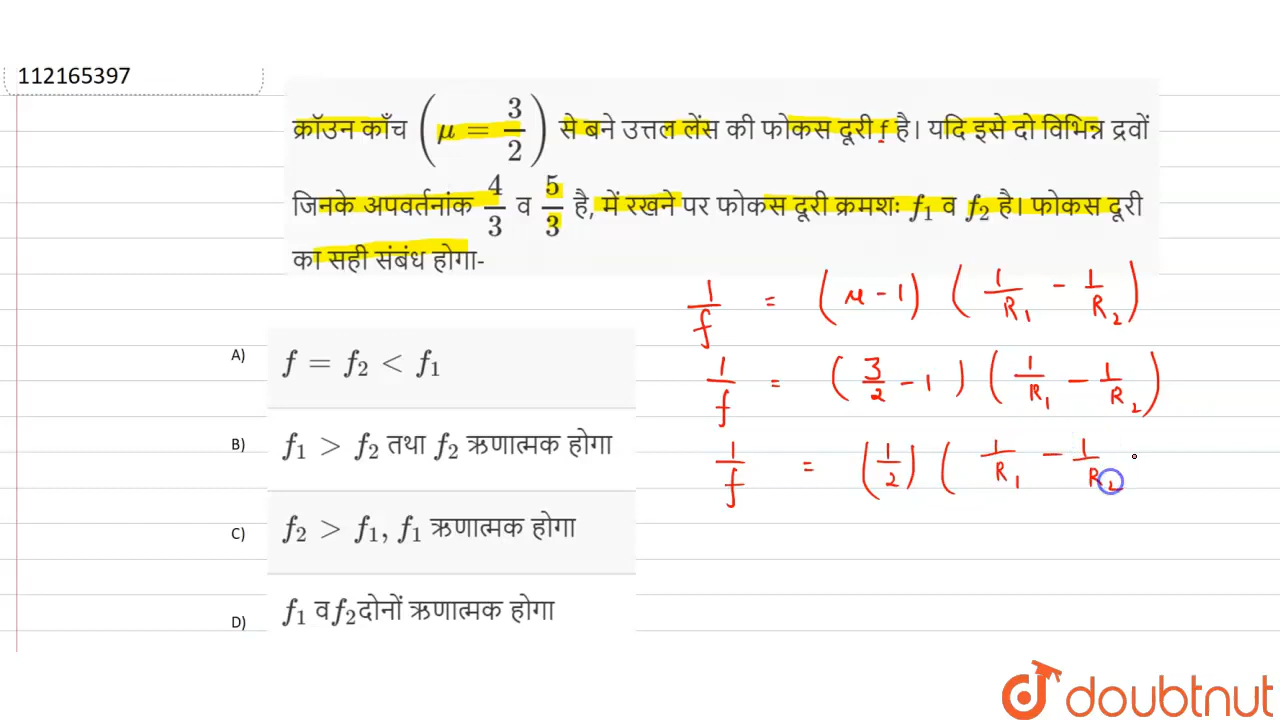 112165397
क्रॉउन काँच (μ = 3/2) से बने उत्तल लेंस की फोकस दूरी f है। यदि इसे दो विभिन्न द्रवों
जिनके अपवर्तनांक 4/3 व 5/3 है, में रखने पर फोकस दूरी क्रमशः f₁ व f₂ है। फोकस दूरी
का सही संबंध होगा-
1/f = (μ - 1) (1/R₁ - 1/R₂)
A) f = f₂ < f₁
1/f = (3/2 - 1) (1/R₁ - 1/R₂)
B) f₁ > f₂ तथा f₂ ऋणात्मक होगा
1/f = (1/2) (1/R₁ - 1/R₂
C) f₂ > f₁, f₁ ऋणात्मक होगा
D) f₁ वf₂दोनों ऋणात्मक होगा
doubtnut